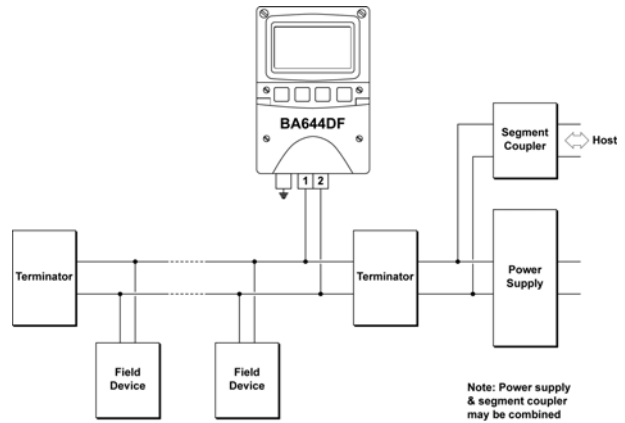 BA644DF
1 2
Segment
Coupler
Host
Terminator
Terminator
Power
Supply
Field
Device
Field
Device
Note: Power supply
& segment coupler
may be combined